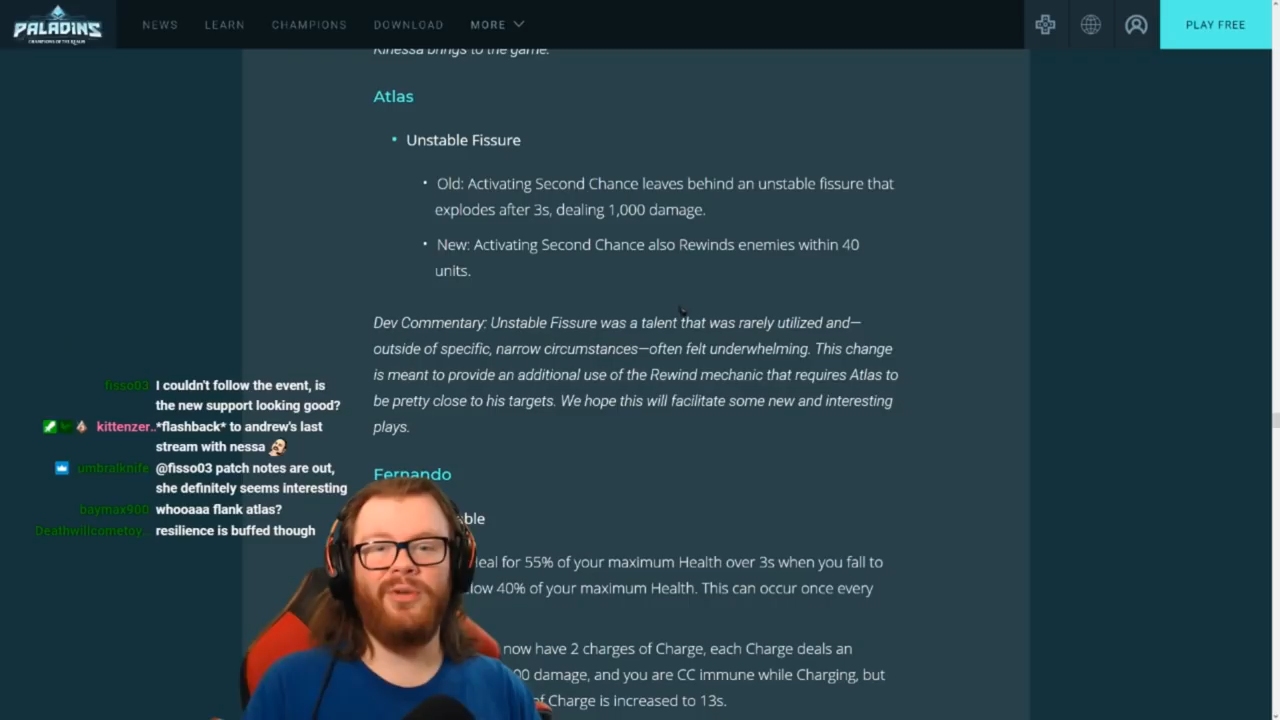 PALADINS
CHAMPIONS OF THE REALM
NEWS
LEARN
CHAMPIONS
DOWNLOAD
MORE
PLAY FREE
Kinessa brings to the game.
Atlas
Unstable Fissure
Old: Activating Second Chance leaves behind an unstable fissure that
explodes after 3s, dealing 1,000 damage.
New: Activating Second Chance also Rewinds enemies within 40
units.
Dev Commentary: Unstable Fissure was a talent that was rarely utilized and—
outside of specific, narrow circumstances—often felt underwhelming. This change
is meant to provide an additional use of the Rewind mechanic that requires Atlas to
be pretty close to his targets. We hope this will facilitate some new and interesting
plays.
Fernando
of your maximum Health over 3s when you fall to
40% of your maximum Health. This can occur once every
now have 2 charges of Charge, each Charge deals an
damage, and you are CC immune while Charging, but
of Charge is increased to 13s.
fisso03 I couldn't follow the event, is
the new support looking good?
kittenzer.. *flashback* to andrew's last
stream with nessa
umbralknife @fisso03 patch notes are out,
she definitely seems interesting
baymax900 whooaaa flank atlas?
Deathwillcometoy... resilience is buffed though